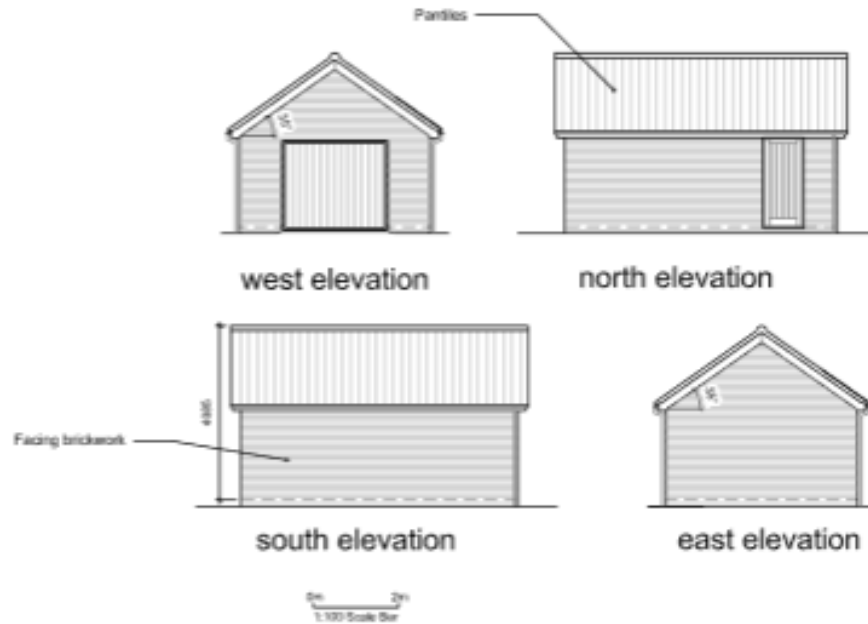 Pantiles
west elevation
north elevation
Facing brickwork
south elevation
east elevation
0m 2m
1:100 Scale Bar